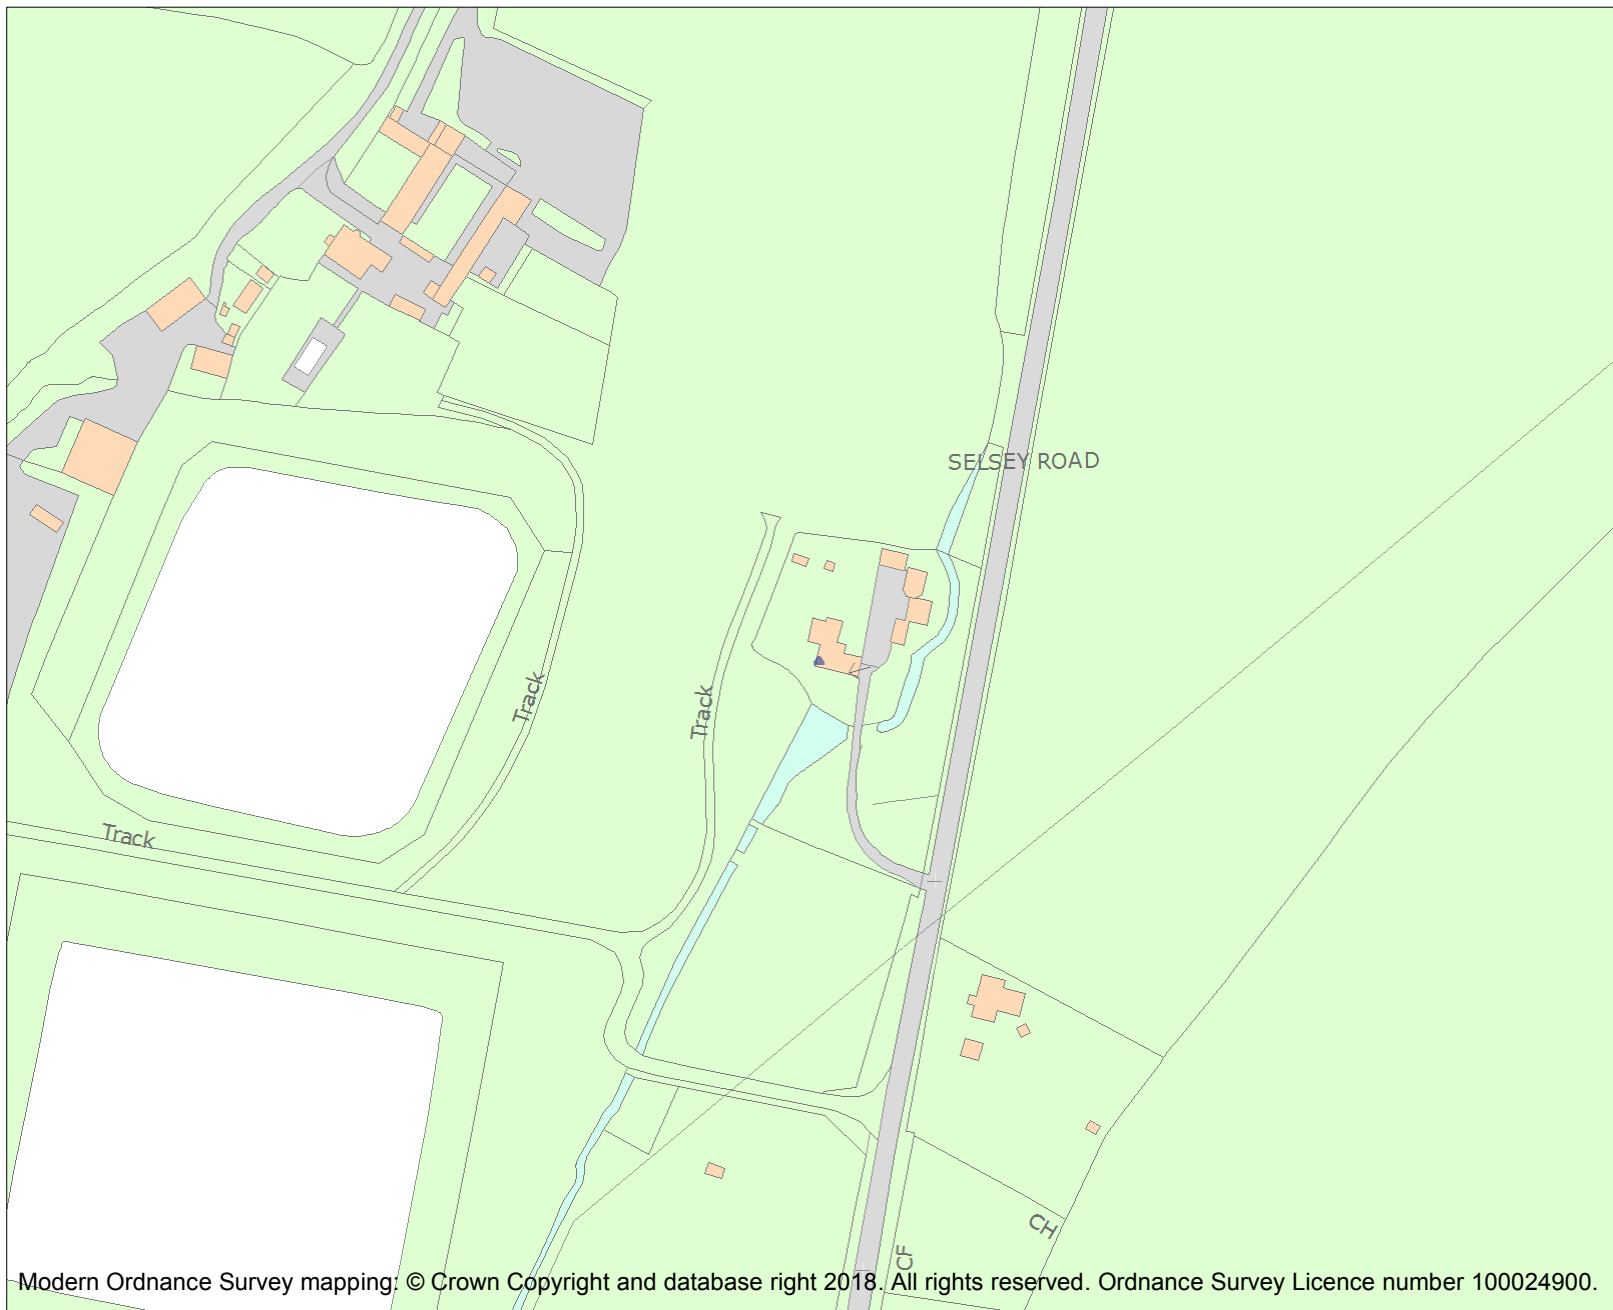 SELSEY ROAD
Track
Track
Track
CH
CF
Modern Ordnance Survey mapping: © Crown Copyright and database right 2018. All rights reserved. Ordnance Survey Licence number 100024900.